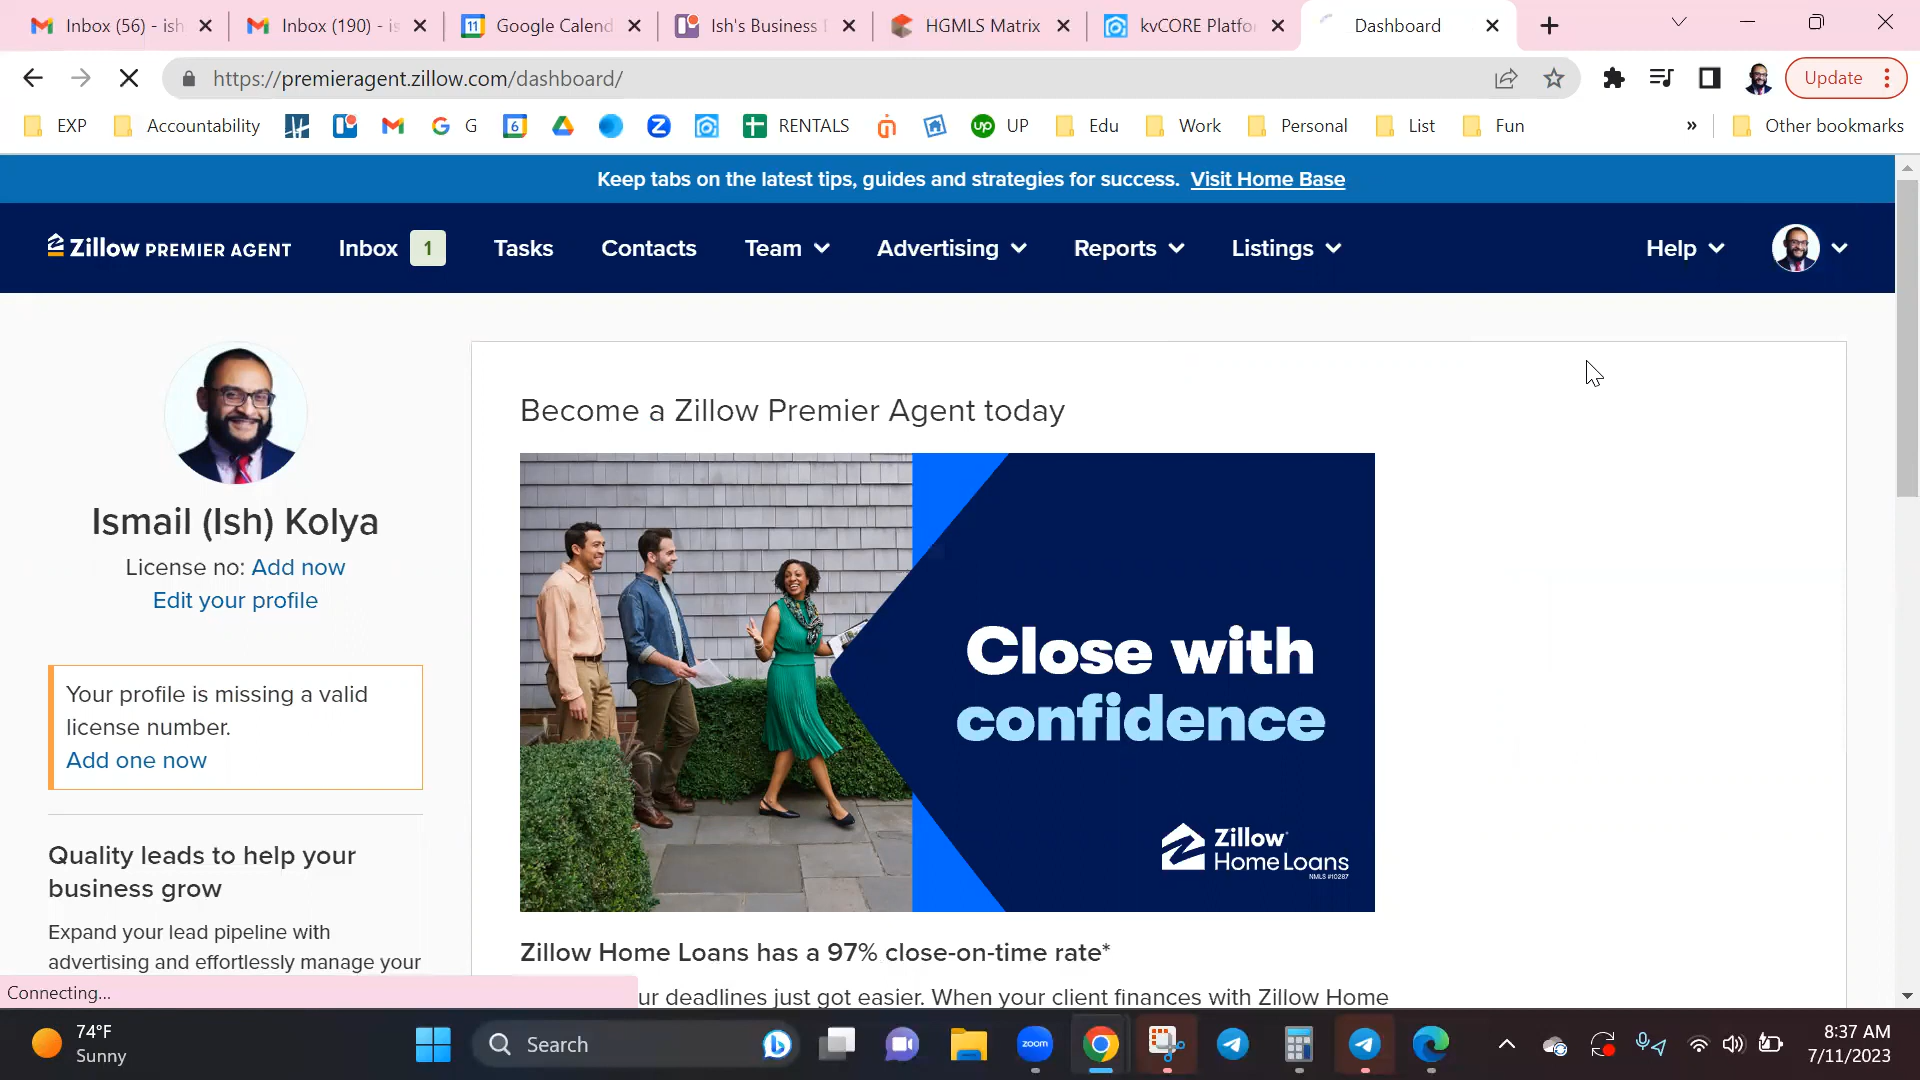 Inbox (56) - ish
Inbox (190) - is
Google Calend
Ish's Business
HGMLS Matrix
kvCORE Platfo
Dashboard
https://premieragent.zillow.com/dashboard/
Update
EXP
Accountability
G
RENTALS
UP
Edu
Work
Personal
List
Fun
»
Other bookmarks
Keep tabs on the latest tips, guides and strategies for success. Visit Home Base
Zillow PREMIER AGENT
Inbox 1
Tasks
Contacts
Team
Advertising
Reports
Listings
Help
Ismail (Ish) Kolya
License no: Add now
Edit your profile
Your profile is missing a valid
license number.
Add one now
Quality leads to help your
business grow
Expand your lead pipeline with
advertising and effortlessly manage your
Become a Zillow Premier Agent today
Close with
confidence
Zillow
Home Loans
NMLS #10287
Zillow Home Loans has a 97% close-on-time rate*
ur deadlines just got easier. When your client finances with Zillow Home
Connecting...
74°F
Sunny
Search
zoom
8:37 AM
7/11/2023